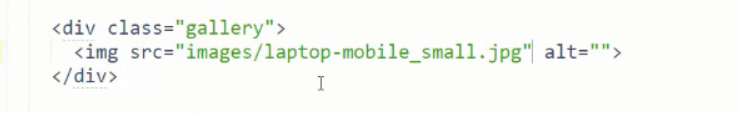 <div class="gallery">
<img src="images/laptop-mobile_small.jpg" alt="">
</div>